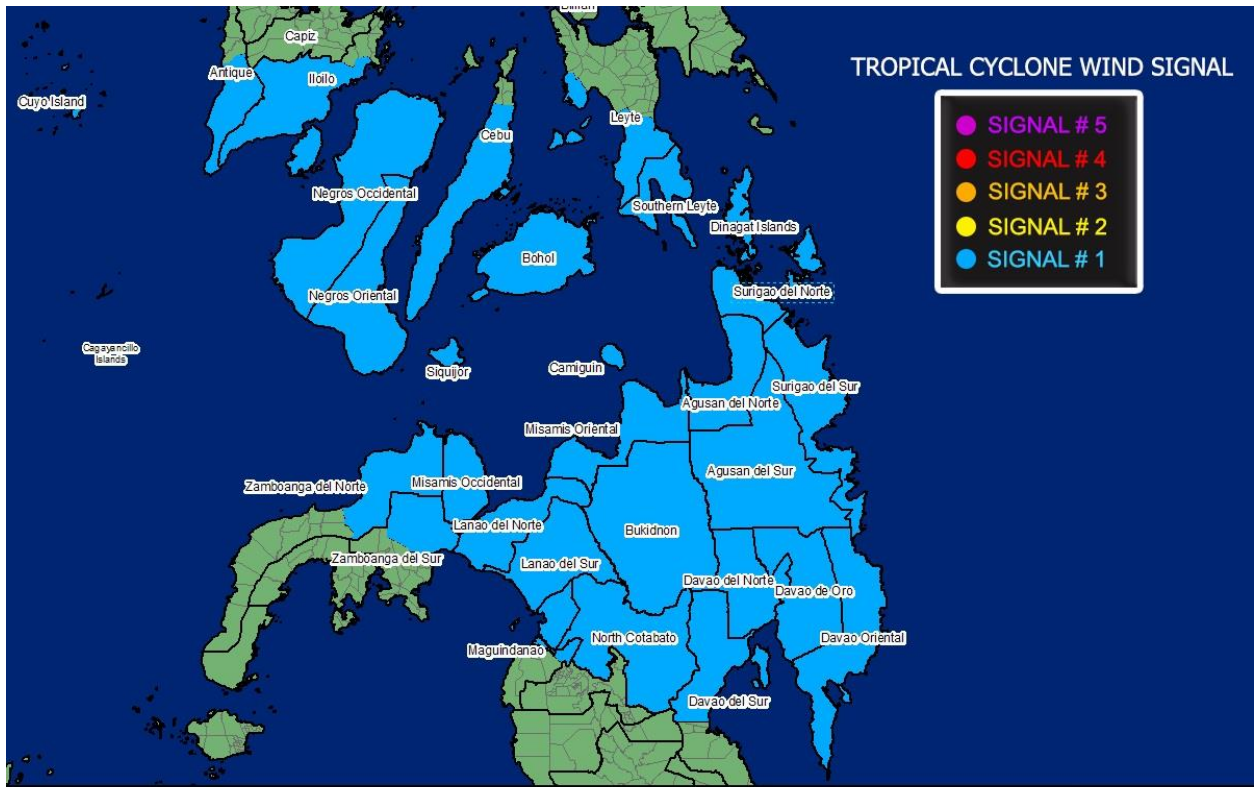 Biliran
Capiz
Antique
Iloilo
Cuyo Island
TROPICAL CYCLONE WIND SIGNAL
SIGNAL # 5
SIGNAL # 4
SIGNAL # 3
SIGNAL # 2
SIGNAL # 1
Leyte
Cebu
Negros Occidental
Southern Leyte
Dinagat Islands
Bohol
Surigao del Norte
Negros Oriental
Cagayancillo
Islands
Siquijor
Camiguin
Surigao del Sur
Agusan del Norte
Misamis Oriental
Agusan del Sur
Misamis Occidental
Zamboanga del Norte
Lanao del Norte
Bukidnon
Zamboanga del Sur
Lanao del Sur
Davao del Norte
Davao de Oro
North Cotabato
Davao Oriental
Maguindanao
Davao del Sur